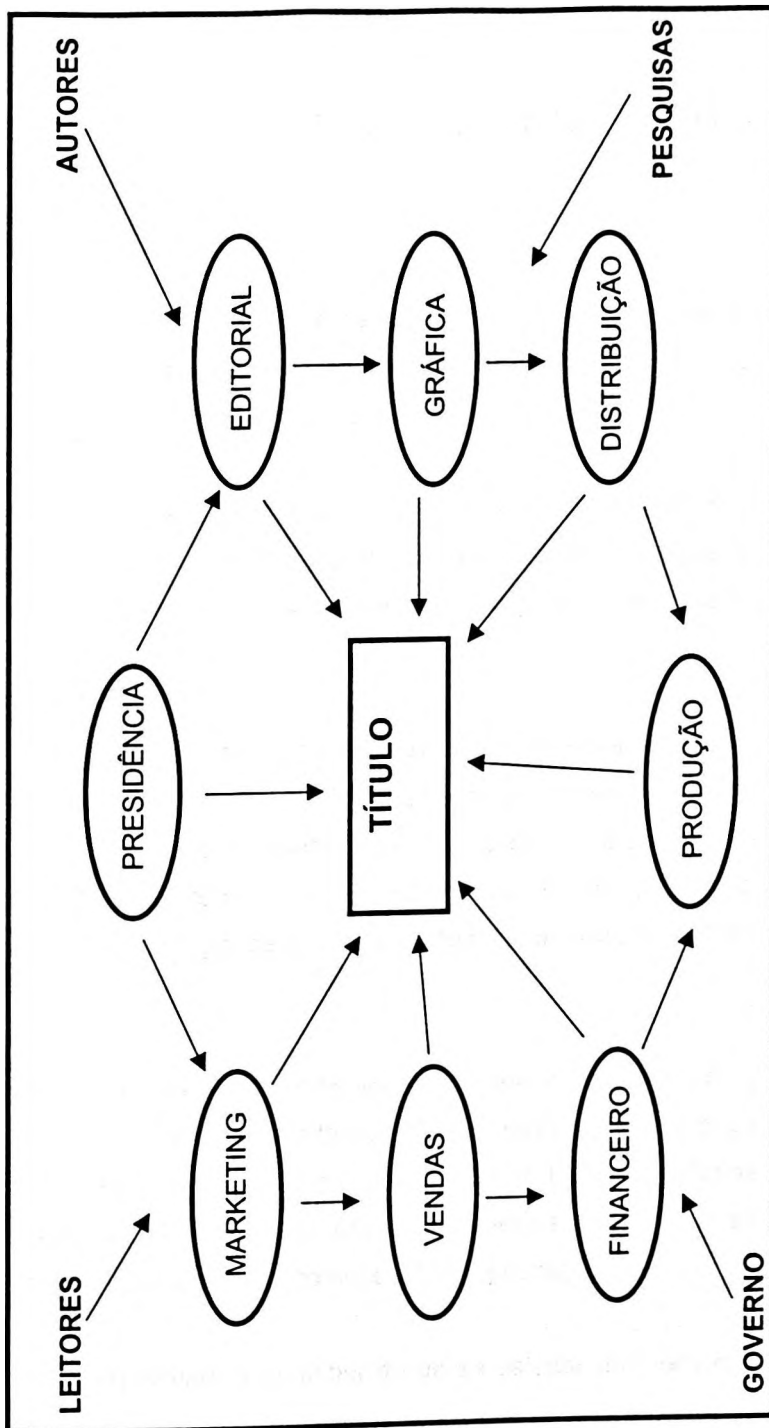 LEITORES
AUTORES
PRESIDÊNCIA
MARKETING
EDITORIAL
TÍTULO
VENDAS
GRÁFICA
FINANCEIRO
PRODUÇÃO
DISTRIBUIÇÃO
GOVERNO
PESQUISAS